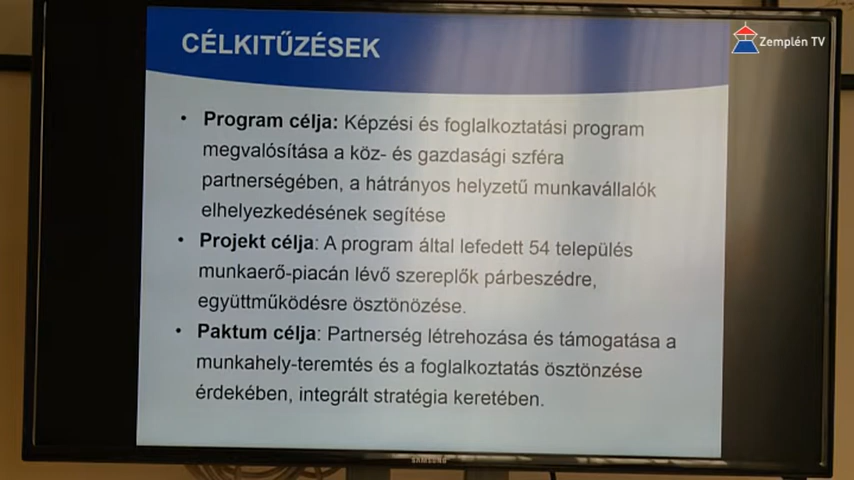 Zemplén TV
CÉLKITŰZÉSEK
• Program célja: Képzési és foglalkoztatási program
megvalósítása a köz- és gazdasági szféra
partnerségében, a hátrányos helyzetű munkavállalók
elhelyezkedésének segítése
• Projekt célja: A program által lefedett 54 település
munkaerő-piacán lévő szereplők párbeszédre,
együttműködésre ösztönözése.
• Paktum célja: Partnerség létrehozása és támogatása a
munkahely-teremtés és a foglalkoztatás ösztönzése
érdekében, integrált stratégia keretében.
SAMSUNG